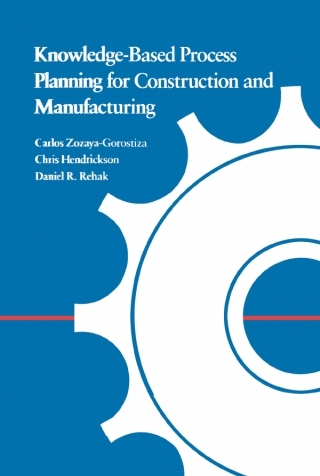 Knowledge-Based Process
Planning for Construction and
Manufacturing
Carlos Zozaya-Gorostiza
Chris Hendrickson
Daniel R. Rehak